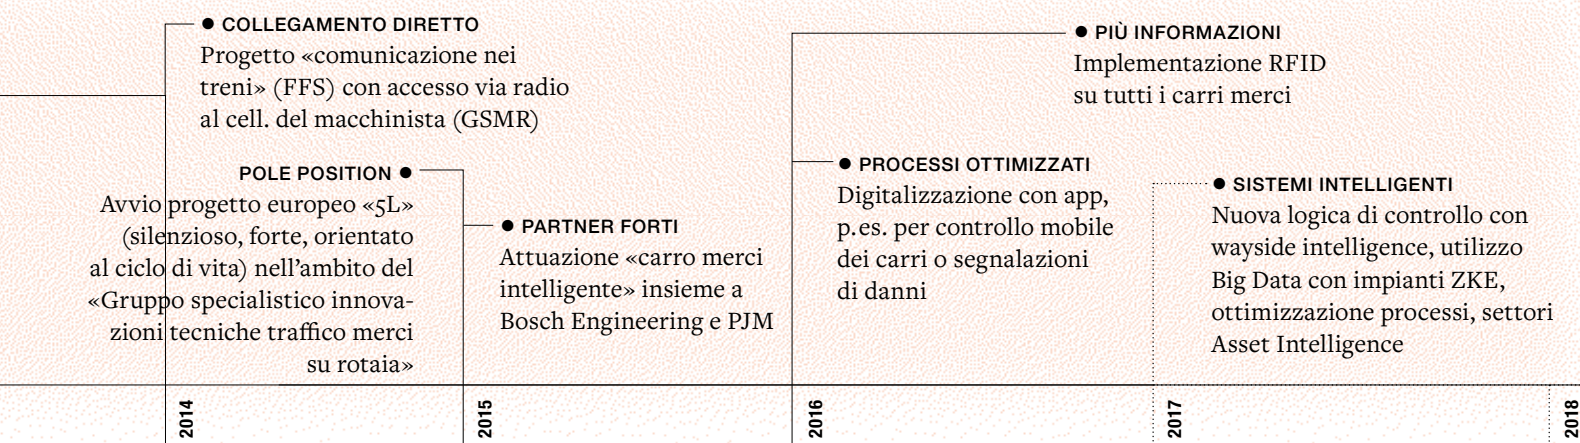 ● COLLEGAMENTO DIRETTO
Progetto «comunicazione nei
treni» (FFS) con accesso via radio
al cell. del macchinista (GSMR)
POLE POSITION ●
Avvio progetto europeo «5L»
(silenzioso, forte, orientato
al ciclo di vita) nell’ambito del
«Gruppo specialistico innova-
zioni tecniche traffico merci
su rotaia»
● PARTNER FORTI
Attuazione «carro merci
intelligente» insieme a
Bosch Engineering e PJM
● PIÙ INFORMAZIONI
Implementazione RFID
su tutti i carri merci
● PROCESSI OTTIMIZZATI
Digitalizzazione con app,
p.es. per controllo mobile
dei carri o segnalazioni
di danni
● SISTEMI INTELLIGENTI
Nuova logica di controllo con
wayside intelligence, utilizzo
Big Data con impianti ZKE,
ottimizzazione processi, settori
Asset Intelligence
2014
2015
2016
2017
2018